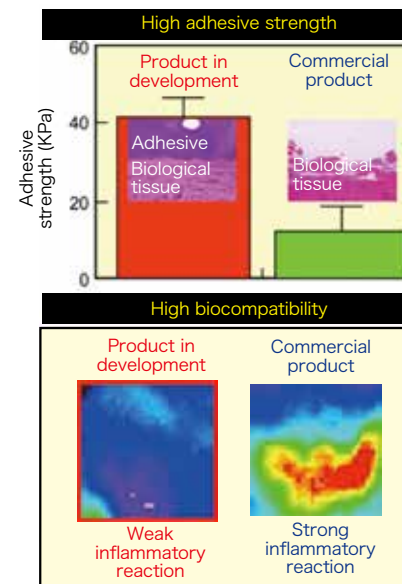 High adhesive strength
60
40
20
0
Adhesive
strength (KPa)
Product in
development
Commercial
product
Adhesive
Biological
tissue
Biological
tissue
High biocompatibility
Product in
development
Commercial
product
Weak
inflammatory
reaction
Strong
inflammatory
reaction